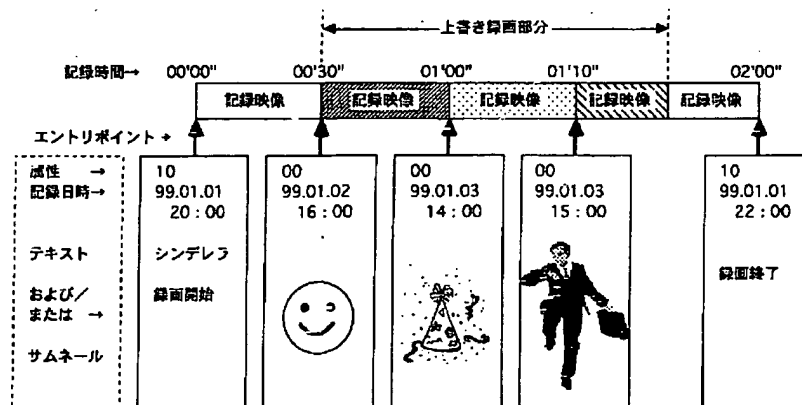 上書き録画部分
記録時間→ 00'00" 00'30" 01'00" 01'10" 02'00"
記録映像 記録映像 記録映像 記録映像 記録映像
エントリポイント→
属性 → 10 00 00 00 10
記録日時→ 99.01.01 99.01.02 99.01.03 99.01.03 99.01.01
20:00 16:00 14:00 15:00 22:00
テキスト シンデレラ
録画終了
および/ 録画開始
または →
サムネール